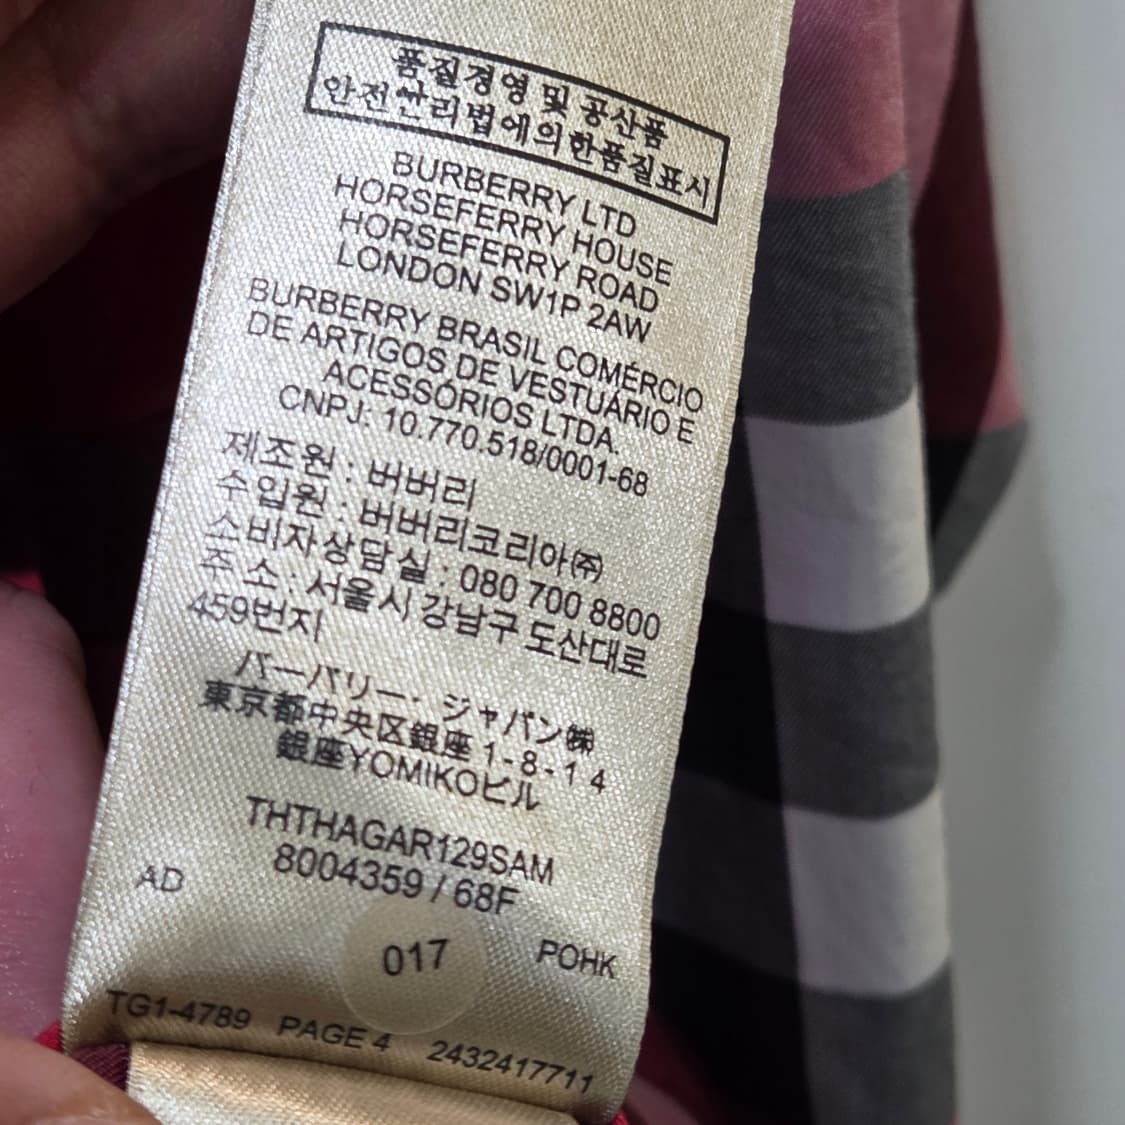 품질경영 및 공산품
안전관리법에의한품질표시
BURBERRY LTD
HORSEFERRY HOUSE
HORSEFERRY ROAD
LONDON SW1P 2AW
BURBERRY BRASIL COMÉRCIO
DE ARTIGOS DE VESTUÁRIO E
ACESSÓRIOS LTDA.
CNPJ: 10.770.518/0001-68
제조원 : 버버리
수입원 : 버버리코리아㈜
소비자상담실 : 080 700 8800
주 소 : 서울시 강남구 도산대로
459번지
バーバリー・ジャパン㈱
東京都中央区銀座 1-8-14
銀座YOMIKOビル
THTHAGAR129SAM
8004359 / 68F
AD
017
POHK
TG1-4789 PAGE 4 2432417711